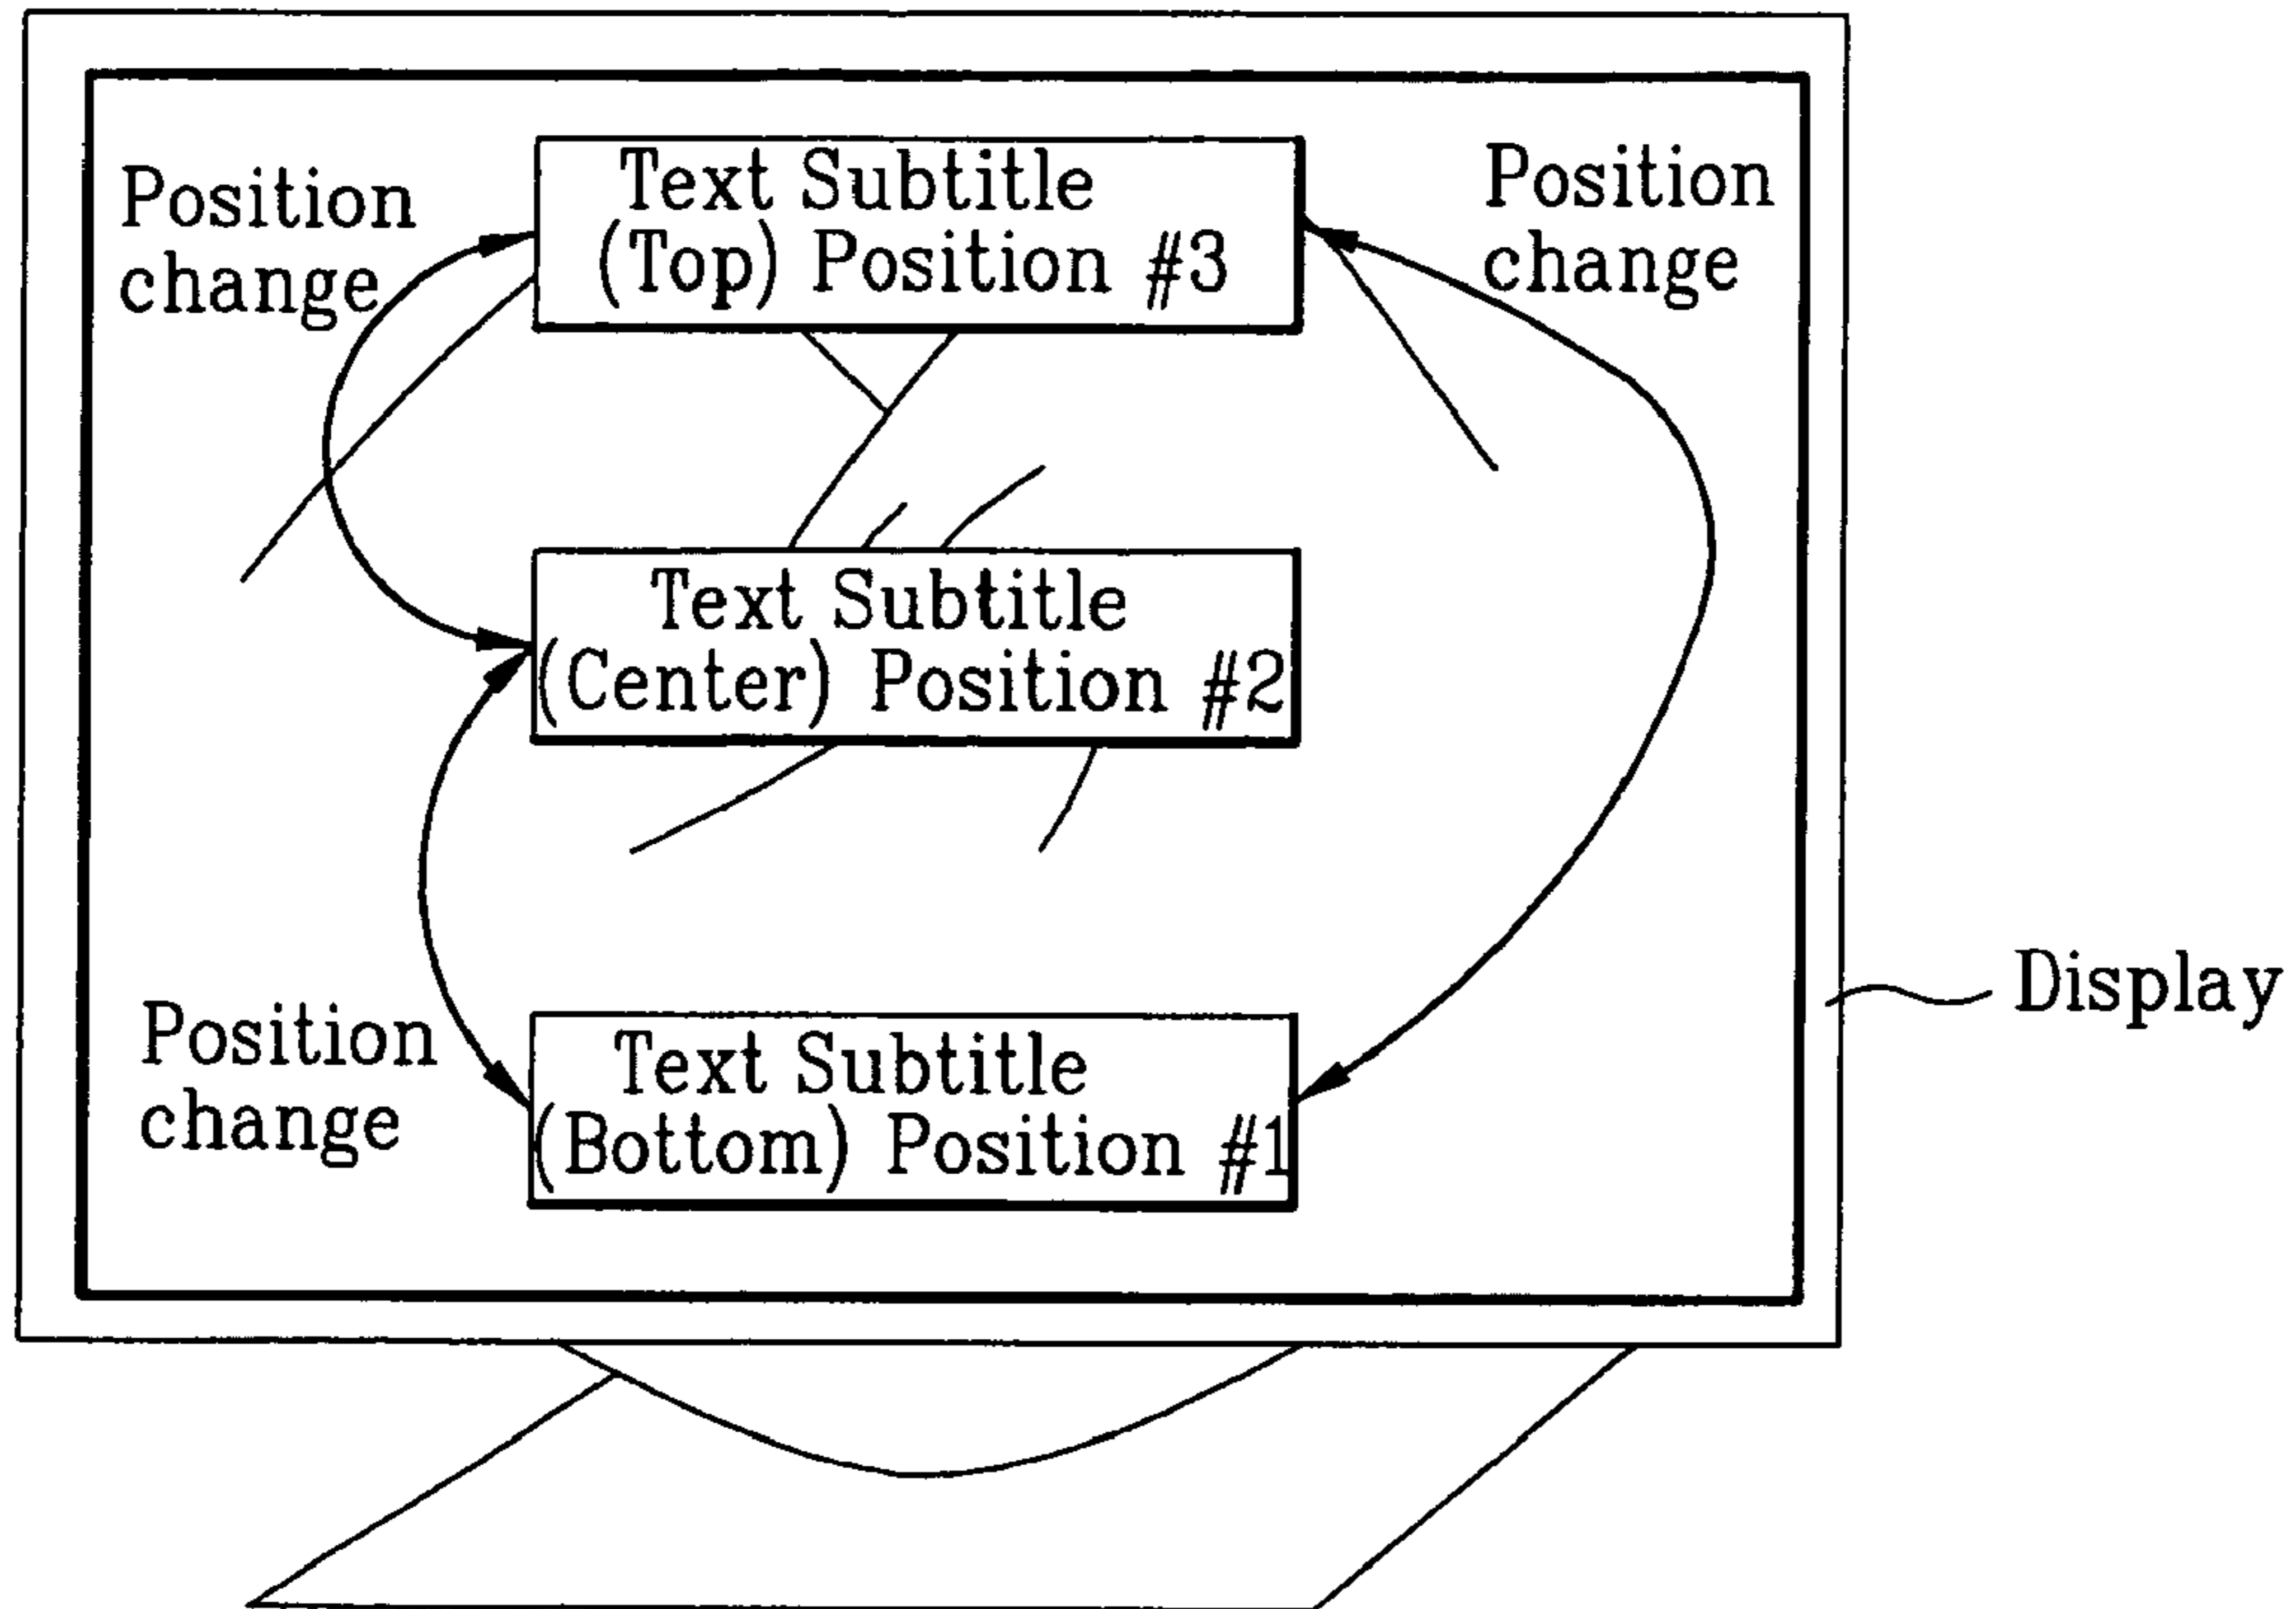 Position
change
Text Subtitle
(Top) Position #3
Position
change
Text Subtitle
(Center) Position #2
Display
Position
change
Text Subtitle
(Bottom) Position #1